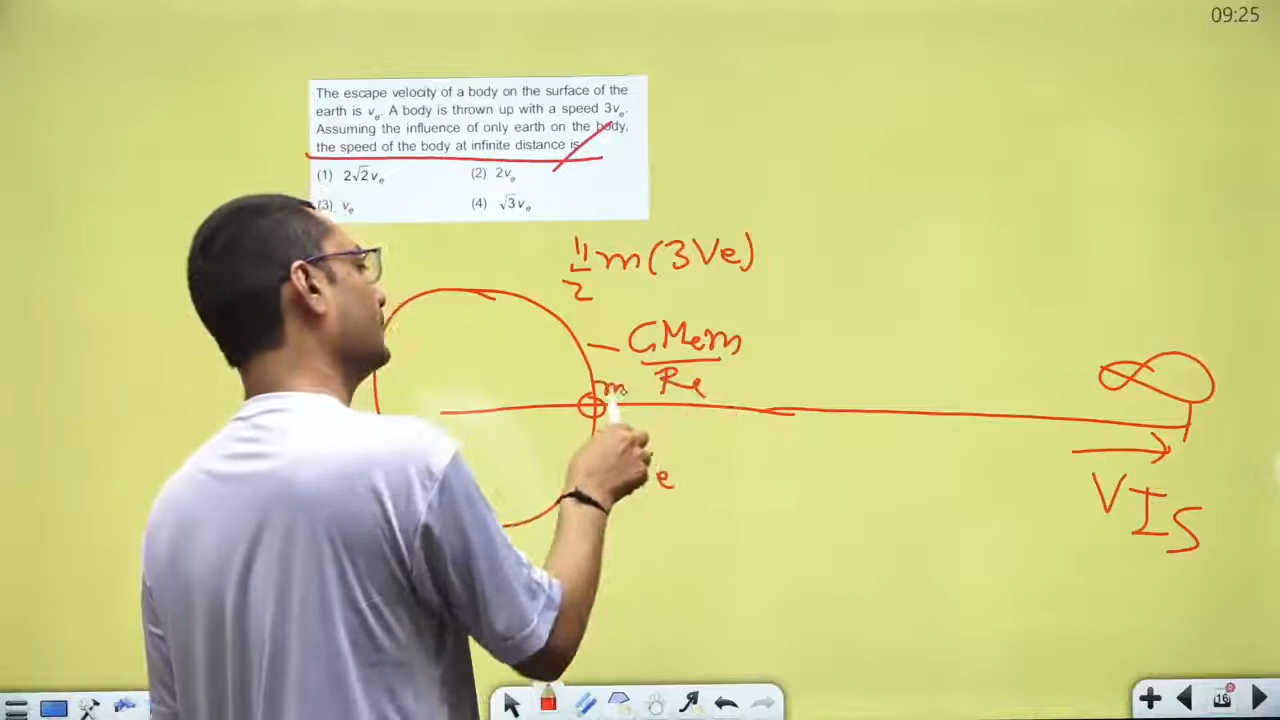 09:25
The escape velocity of a body on the surface of the
earth is vₑ. A body is thrown up with a speed 3vₑ.
Assuming the influence of only earth on the body,
the speed of the body at infinite distance is
(1) 2√2vₑ (2) 2vₑ
(3) vₑ (4) √3vₑ
1/2 m(3Ve)
- GMem/Re
m
e
∞
VIS
16